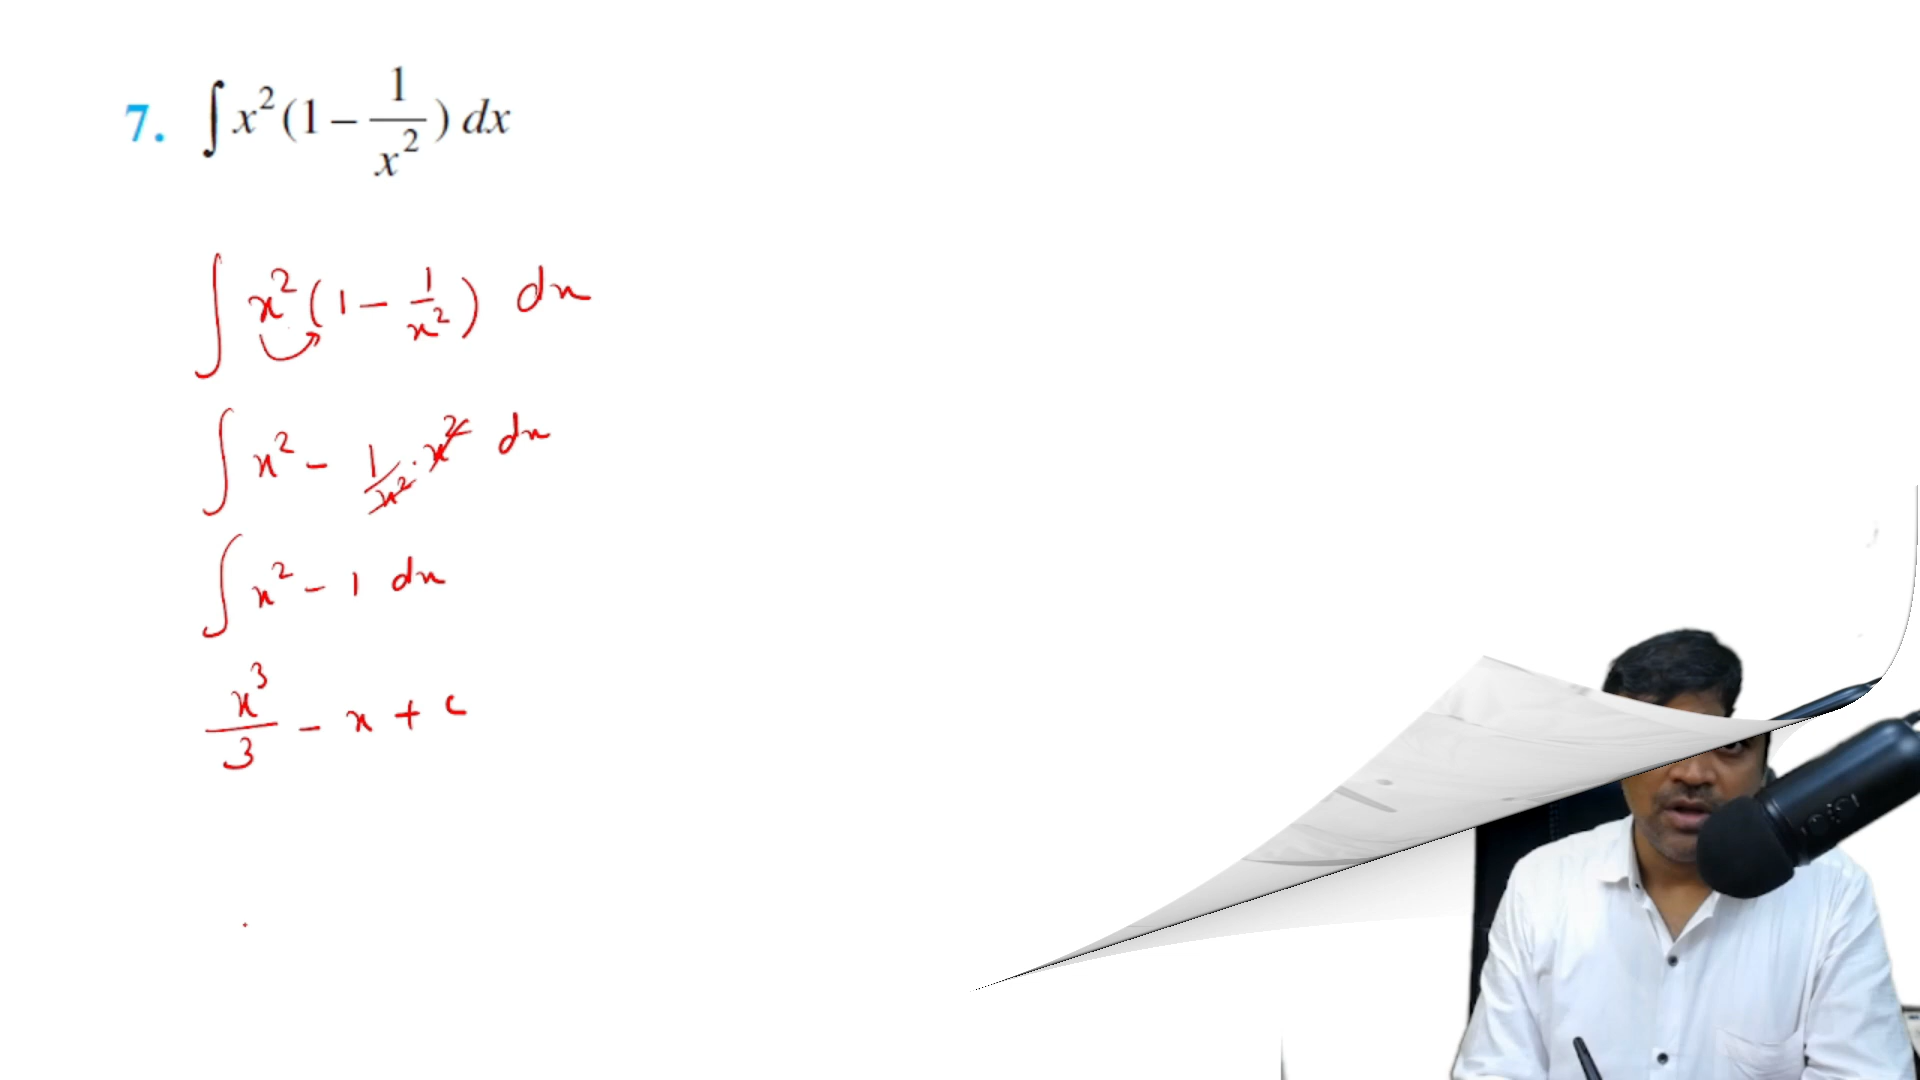 7. ∫ x²(1 − 1/x²) dx
∫ x²(1 − 1/x²) dx
∫ x² − 1/x² · x² dx
∫ x² − 1 dx
x³/3 − x + c